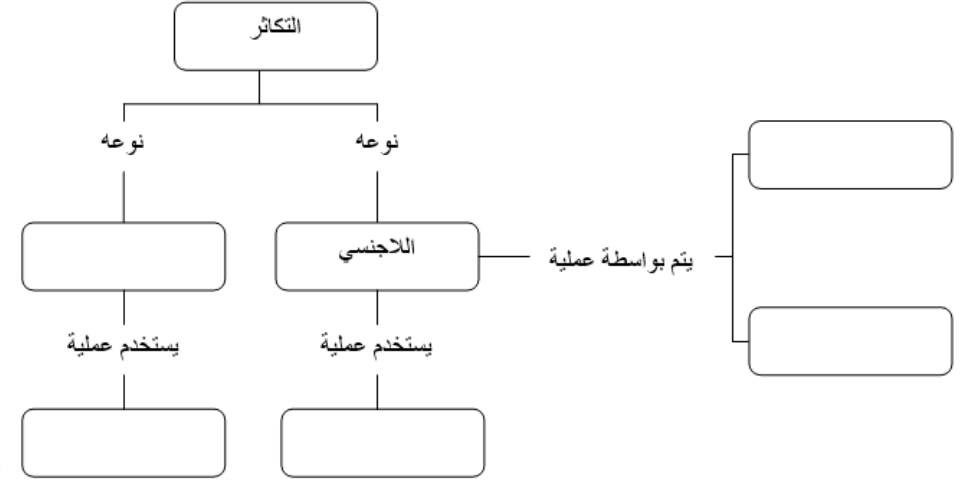 التكاثر
نوعه
نوعه
اللاجنسي
يتم بواسطة عملية
يستخدم عملية
يستخدم عملية